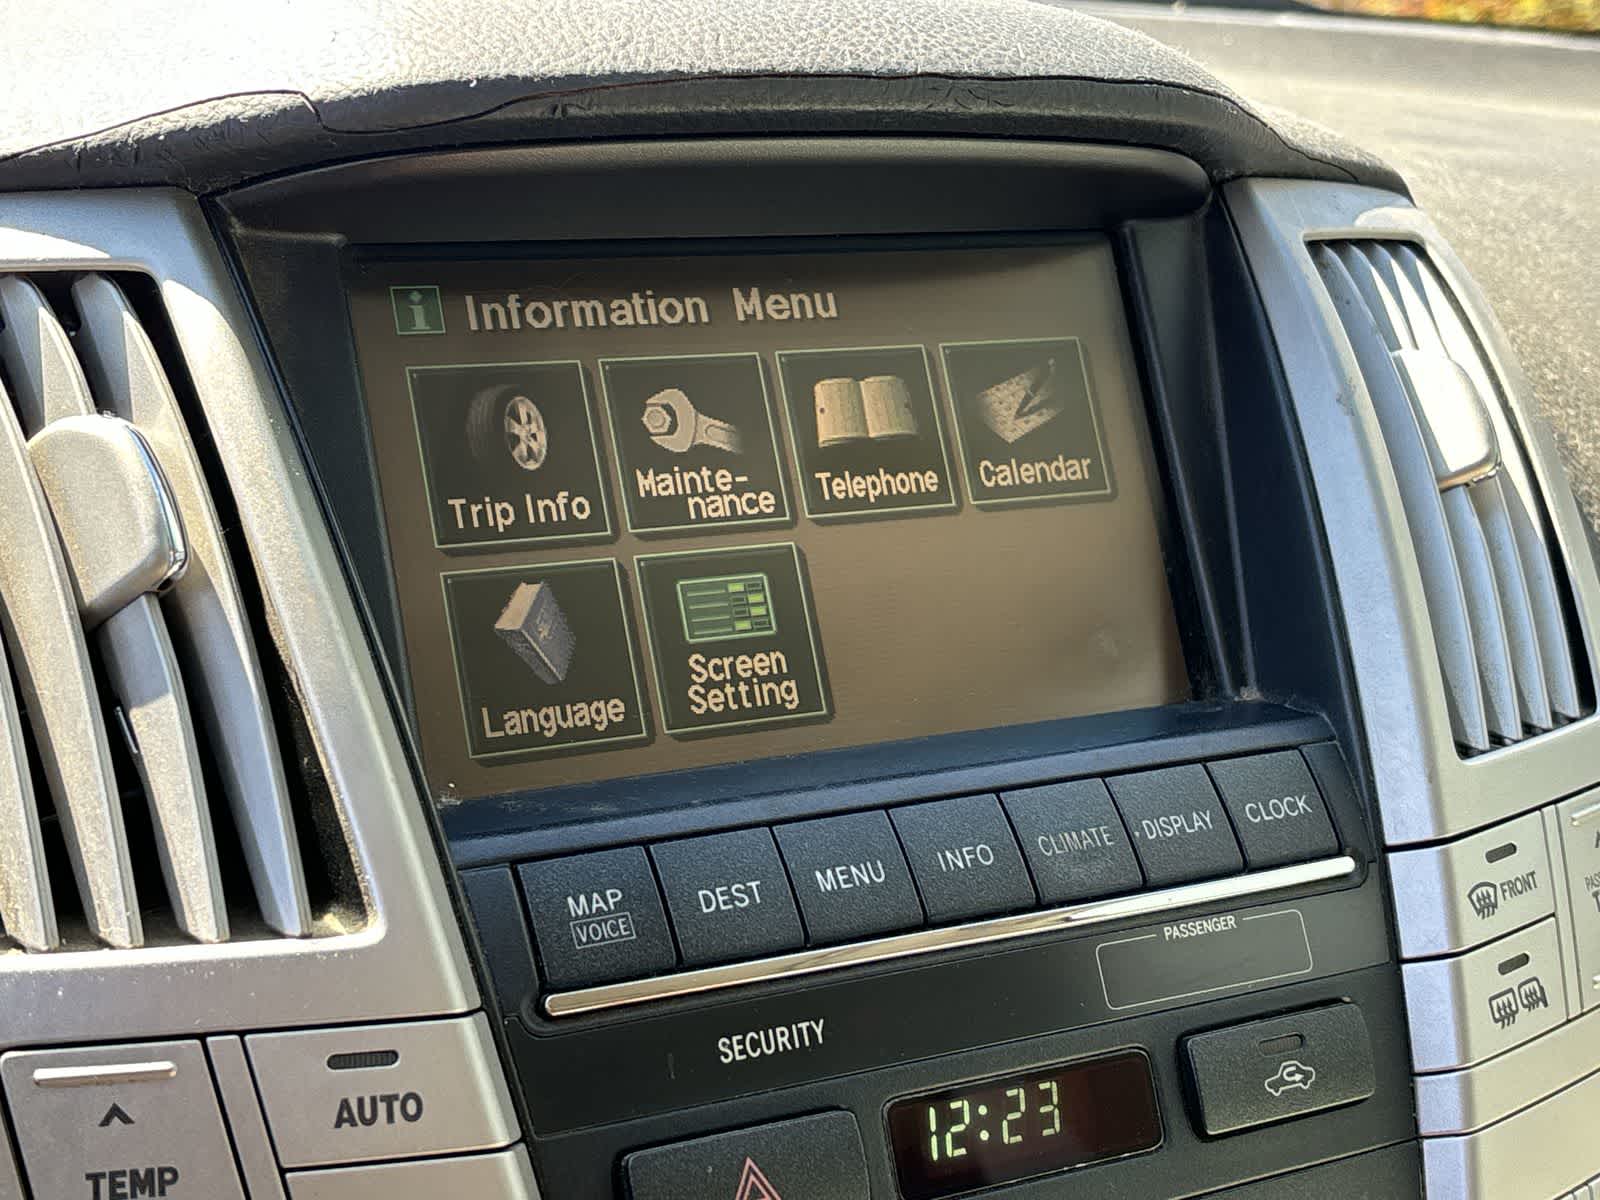 i Information Menu
Trip Info
Mainte-
nance
Telephone
Calendar
Language
Screen
Setting
MAP
VOICE
DEST
MENU
INFO
CLIMATE
DISPLAY
CLOCK
PASSENGER
SECURITY
12:23
AUTO
TEMP
FRONT